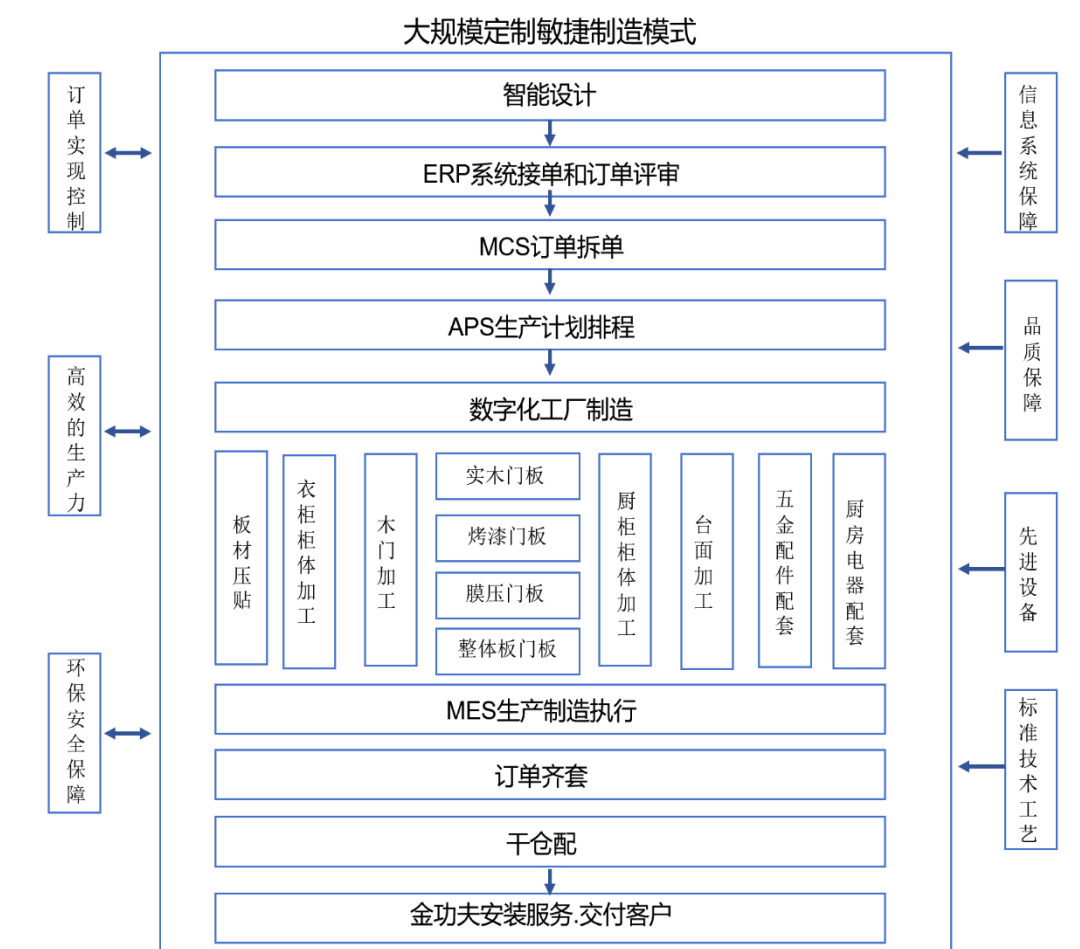 大规模定制敏捷制造模式
订单实现控制
高效的生产力
环保安全保障
智能设计
ERP系统接单和订单评审
MCS订单拆单
APS生产计划排程
数字化工厂制造
板材压贴
衣柜柜体加工
木门加工
实木门板
烤漆门板
膜压门板
整体板门板
厨柜柜体加工
台面加工
五金配件配套
厨房电器配套
MES生产制造执行
订单齐套
干仓配
金功夫安装服务.交付客户
信息系统保障
品质保障
先进设备
标准技术工艺